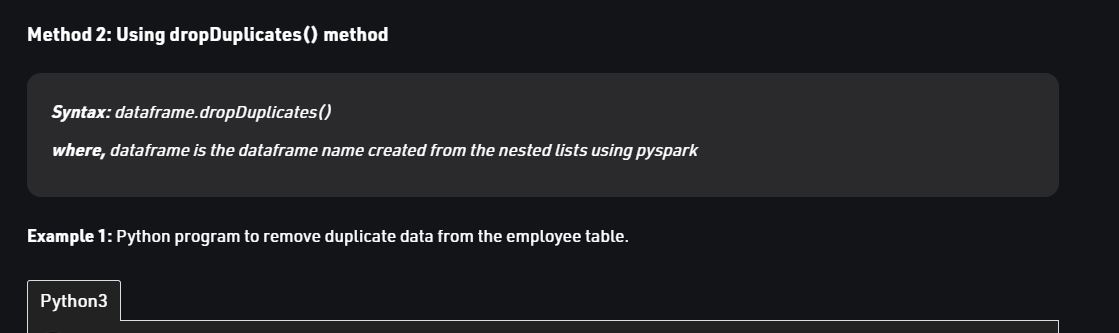 Method 2: Using dropDuplicates() method
Syntax: dataframe.dropDuplicates()
where, dataframe is the dataframe name created from the nested lists using pyspark
Example 1: Python program to remove duplicate data from the employee table.
Python3